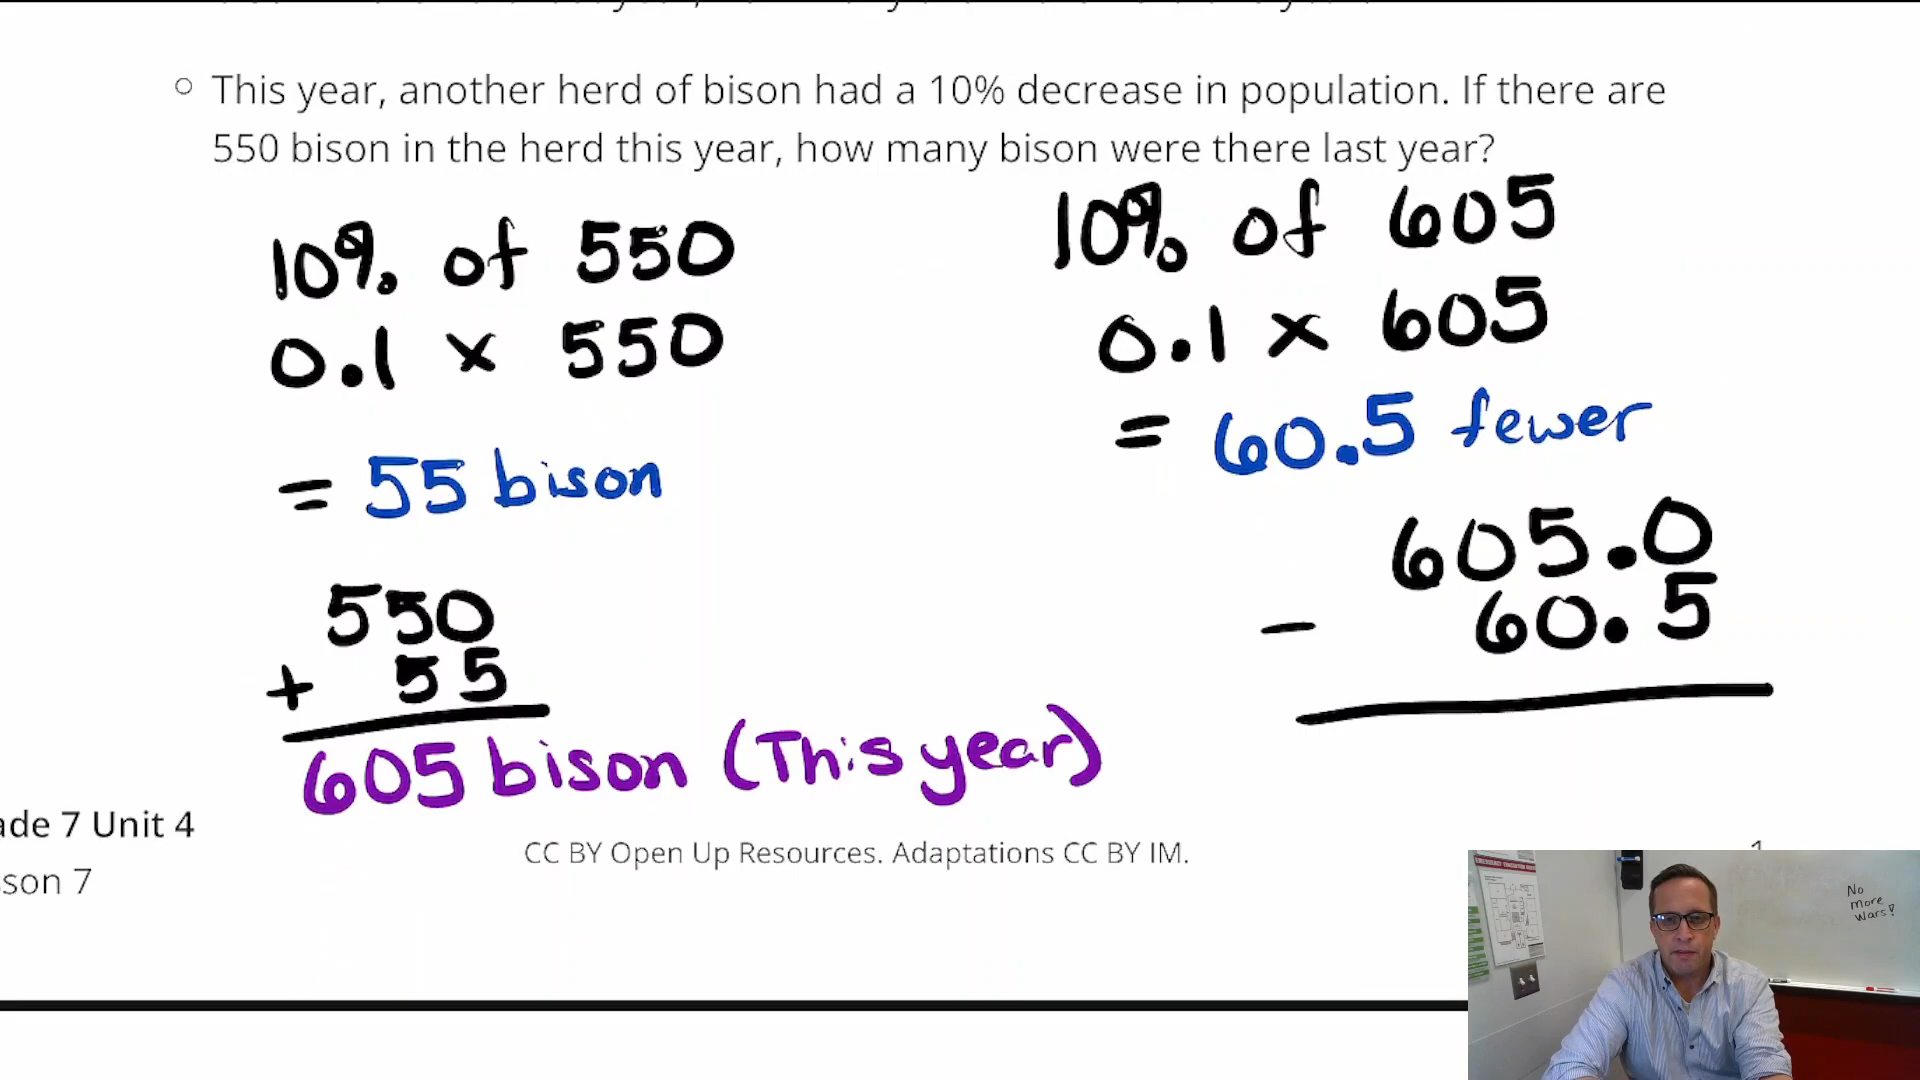 This year, another herd of bison had a 10% decrease in population. If there are
550 bison in the herd this year, how many bison were there last year?
10% of 550
0.1 x 550
= 55 bison
550
+ 55
605 bison (This year)
10% of 605
0.1 x 605
= 60.5 fewer
605.0
- 60.5
ade 7 Unit 4
son 7
CC BY Open Up Resources. Adaptations CC BY IM.
No
More
Wars!